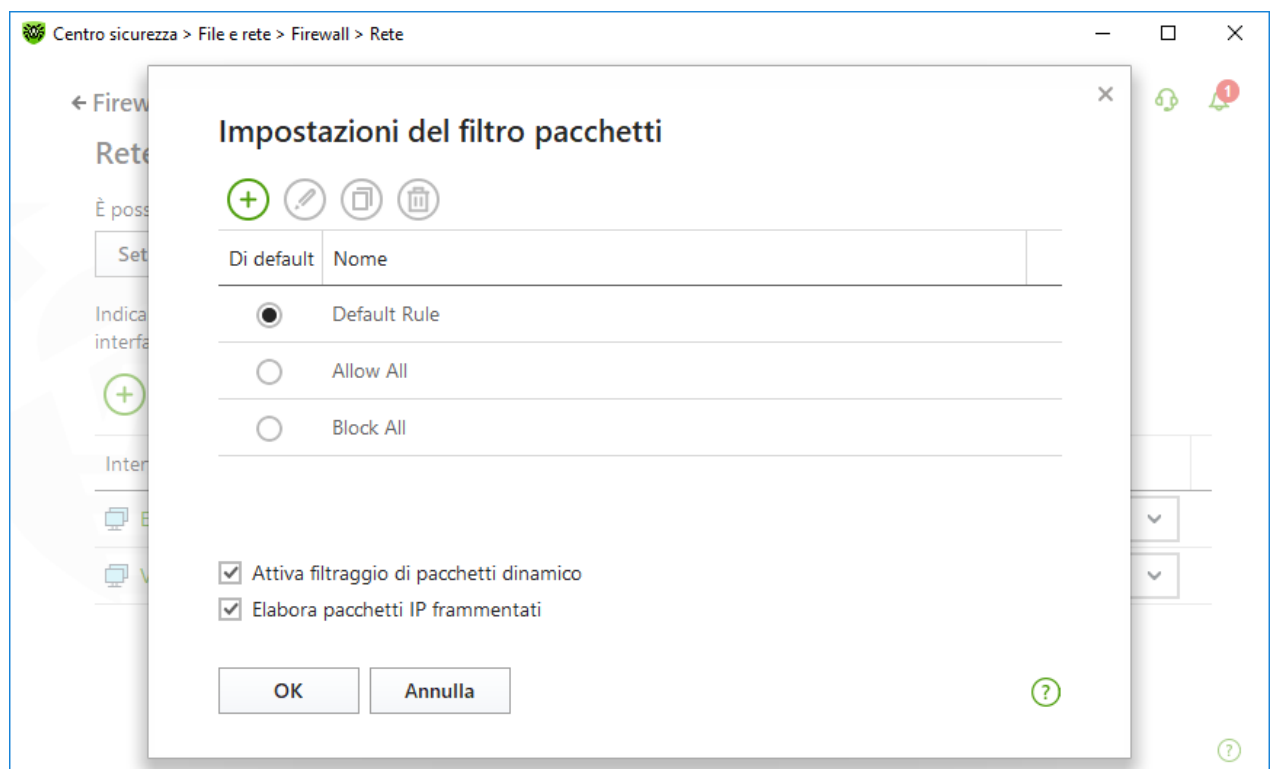 Centro sicurezza > File e rete > Firewall > Rete
1
Impostazioni del filtro pacchetti
È
Di default Nome
Default Rule
Allow All
Block All
Attiva filtraggio di pacchetti dinamico
Elabora pacchetti IP frammentati
OK Annulla
?
?